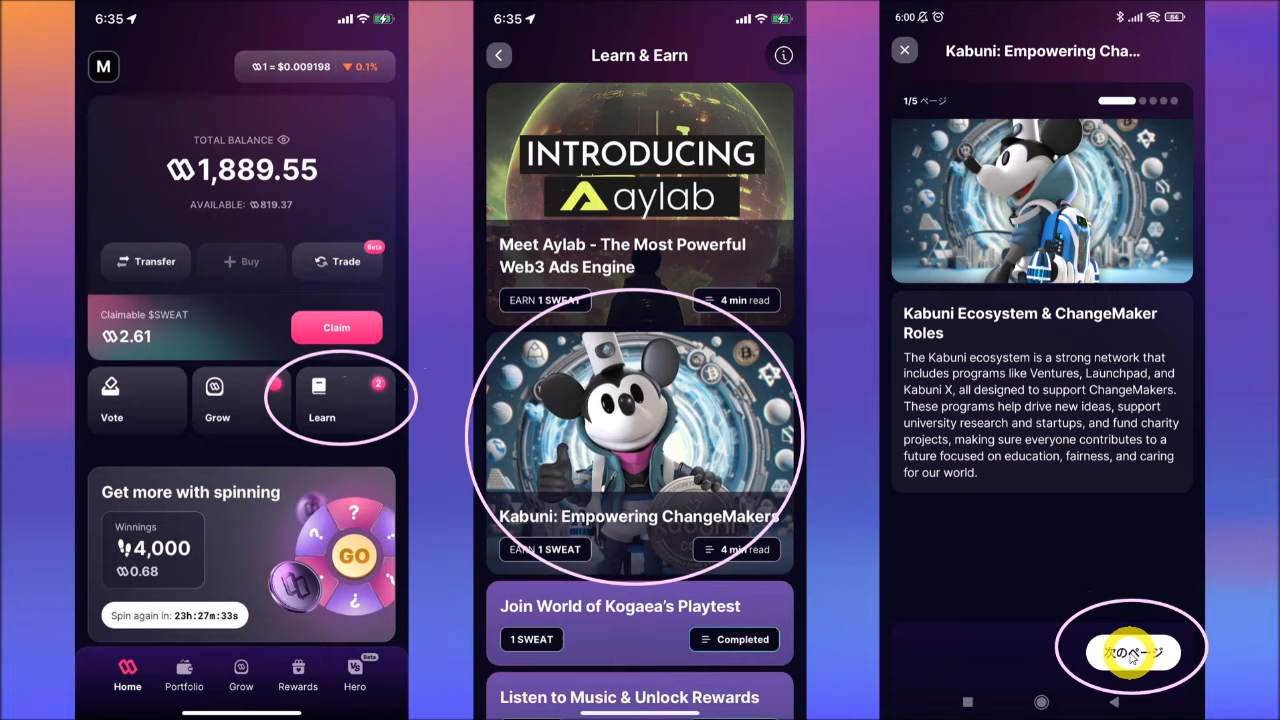 6:35
M
1 = $0.009198 ▼ 0.1%
TOTAL BALANCE
1,889.55
AVAILABLE: 819.37
Transfer
+ Buy
Trade
Beta
Claimable $SWEAT
2.61
Claim
Vote
Grow
Learn
2
Get more with spinning
Winnings
4,000
0.68
Spin again in: 23h:27m:33s
?
GO
Home
Portfolio
Grow
Rewards
Hero
VS
Beta
6:35
Learn & Earn
INTRODUCING
aylab
Meet Aylab - The Most Powerful
Web3 Ads Engine
EARN 1 SWEAT
4 min read
Kabuni: Empowering ChangeMakers
EARN 1 SWEAT
4 min read
Join World of Kogaea's Playtest
1 SWEAT
Completed
Listen to Music & Unlock Rewards
6:00
84
Kabuni: Empowering Cha...
1/5 ページ
Kabuni Ecosystem & ChangeMaker
Roles
The Kabuni ecosystem is a strong network that
includes programs like Ventures, Launchpad, and
Kabuni X, all designed to support ChangeMakers.
These programs help drive new ideas, support
university research and startups, and fund charity
projects, making sure everyone contributes to a
future focused on education, fairness, and caring
for our world.
次のページ